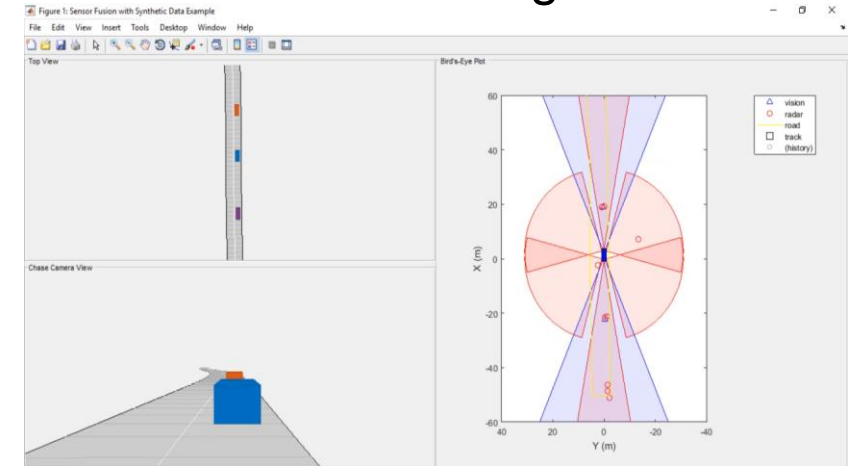 Figure 1: Sensor Fusion with Synthetic Data Example
File Edit View Insert Tools Desktop Window Help
Top View
Chase Camera View
Bird's-Eye Plot
60
40
20
0
-20
-40
-60
X (m)
40 20 0 -20 -40
Y (m)
vision
radar
road
track
(history)